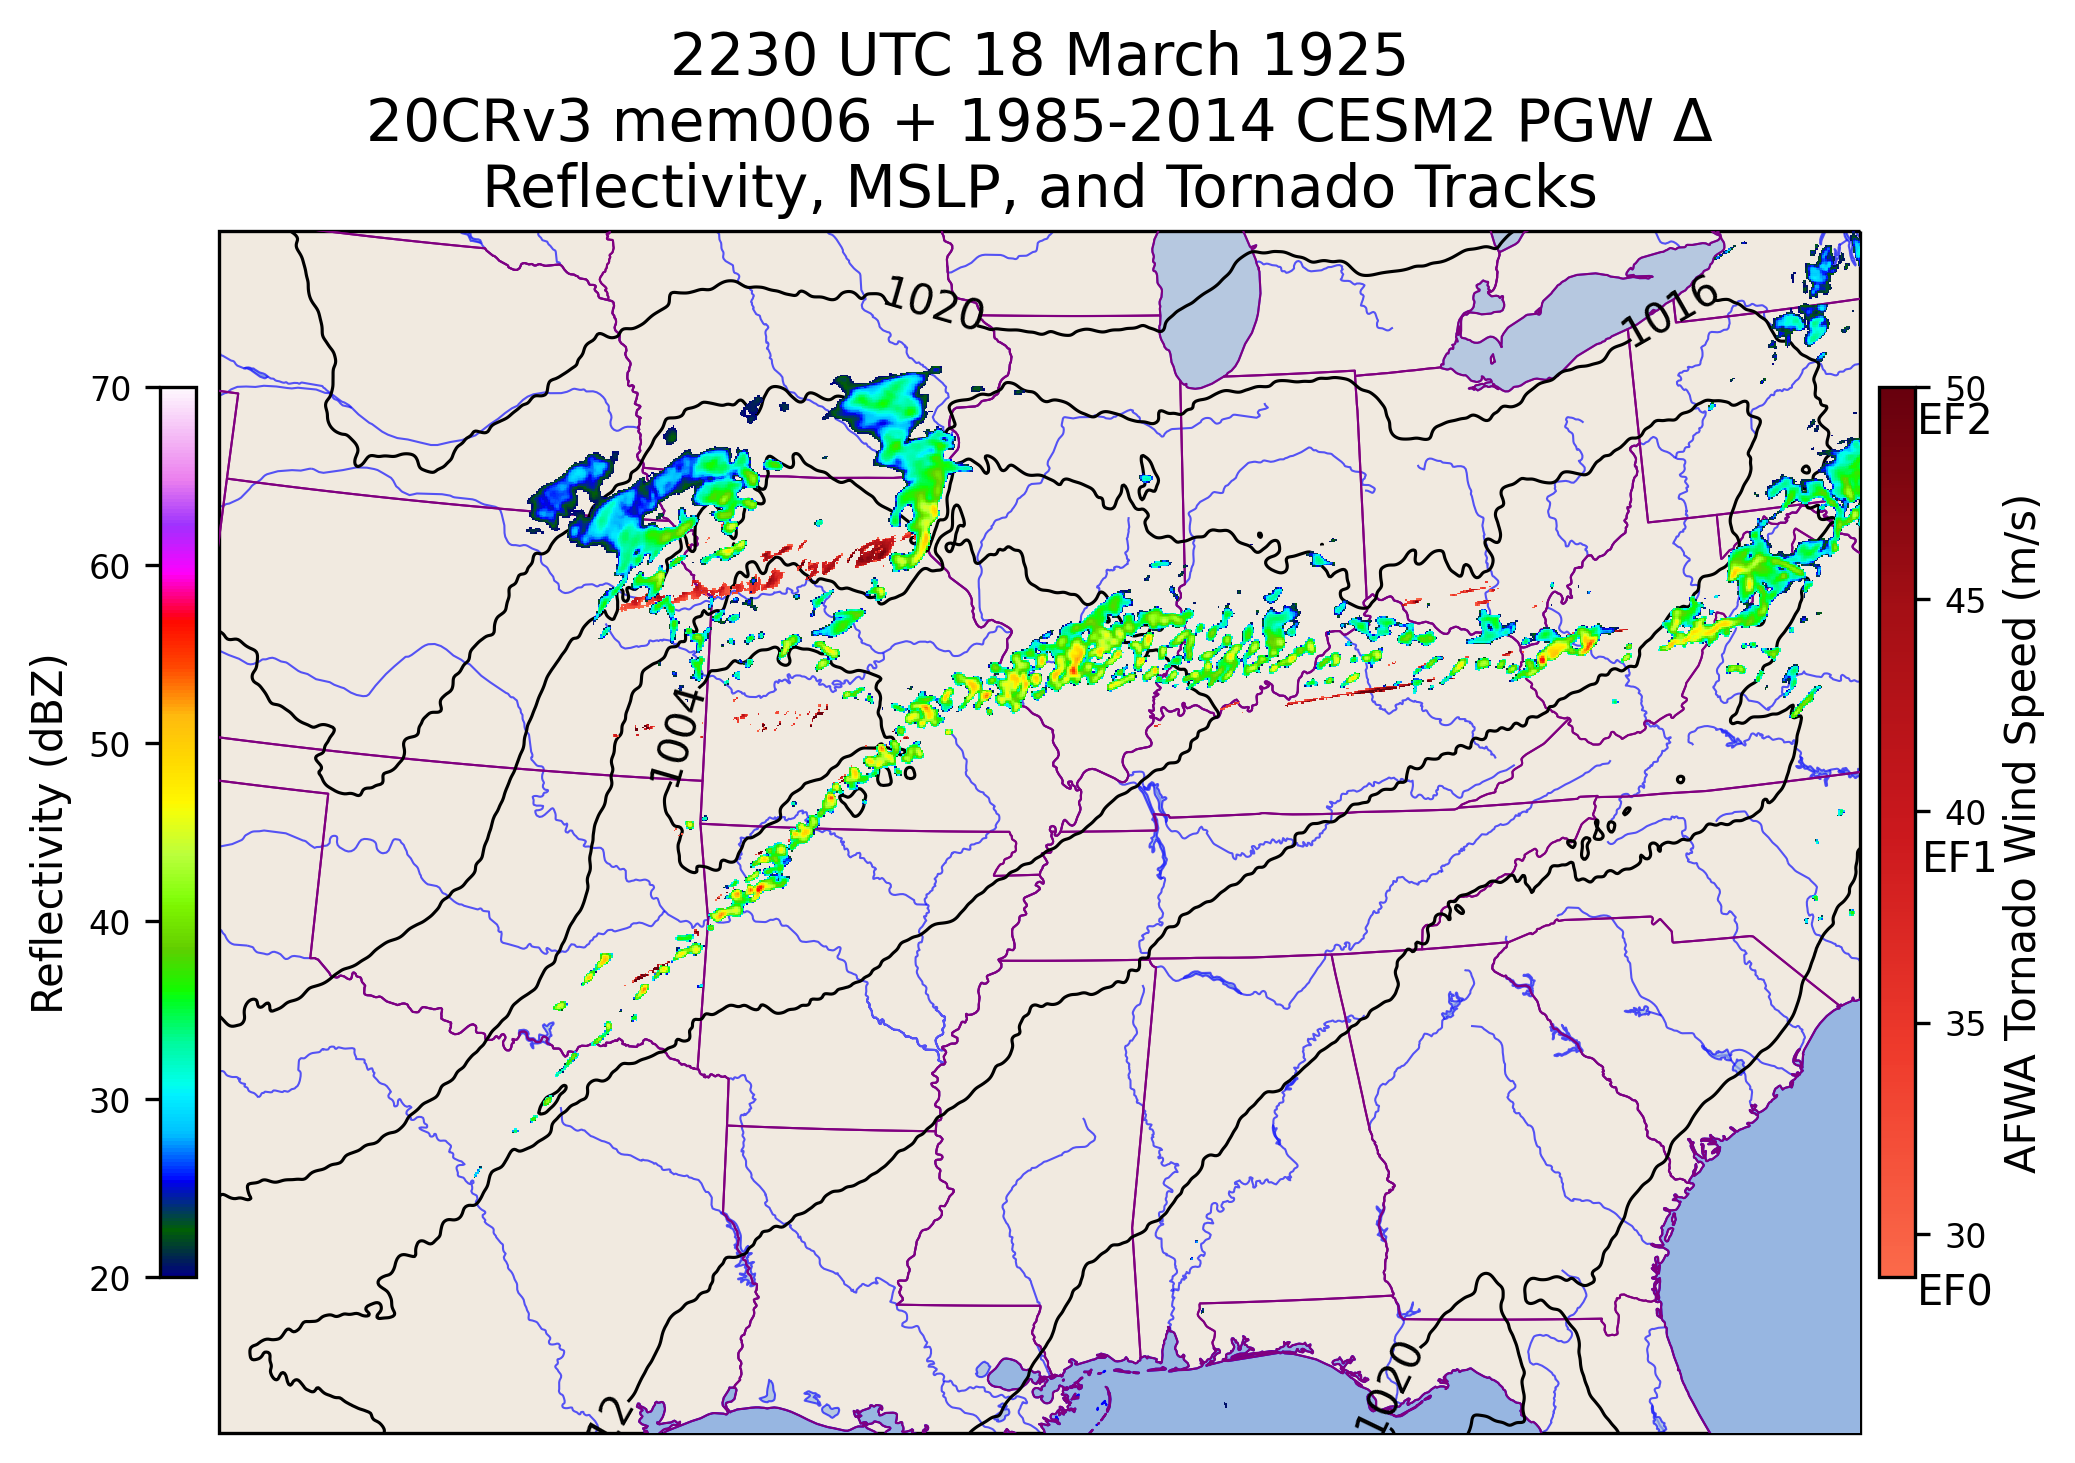 2230 UTC 18 March 1925
20CRv3 mem006 + 1985-2014 CESM2 PGW Δ
Reflectivity, MSLP, and Tornado Tracks
1020
1016
1004
1020
12
70
60
50
40
30
20
Reflectivity (dBZ)
50
EF2
45
40
EF1
35
30
EF0
AFWA Tornado Wind Speed (m/s)